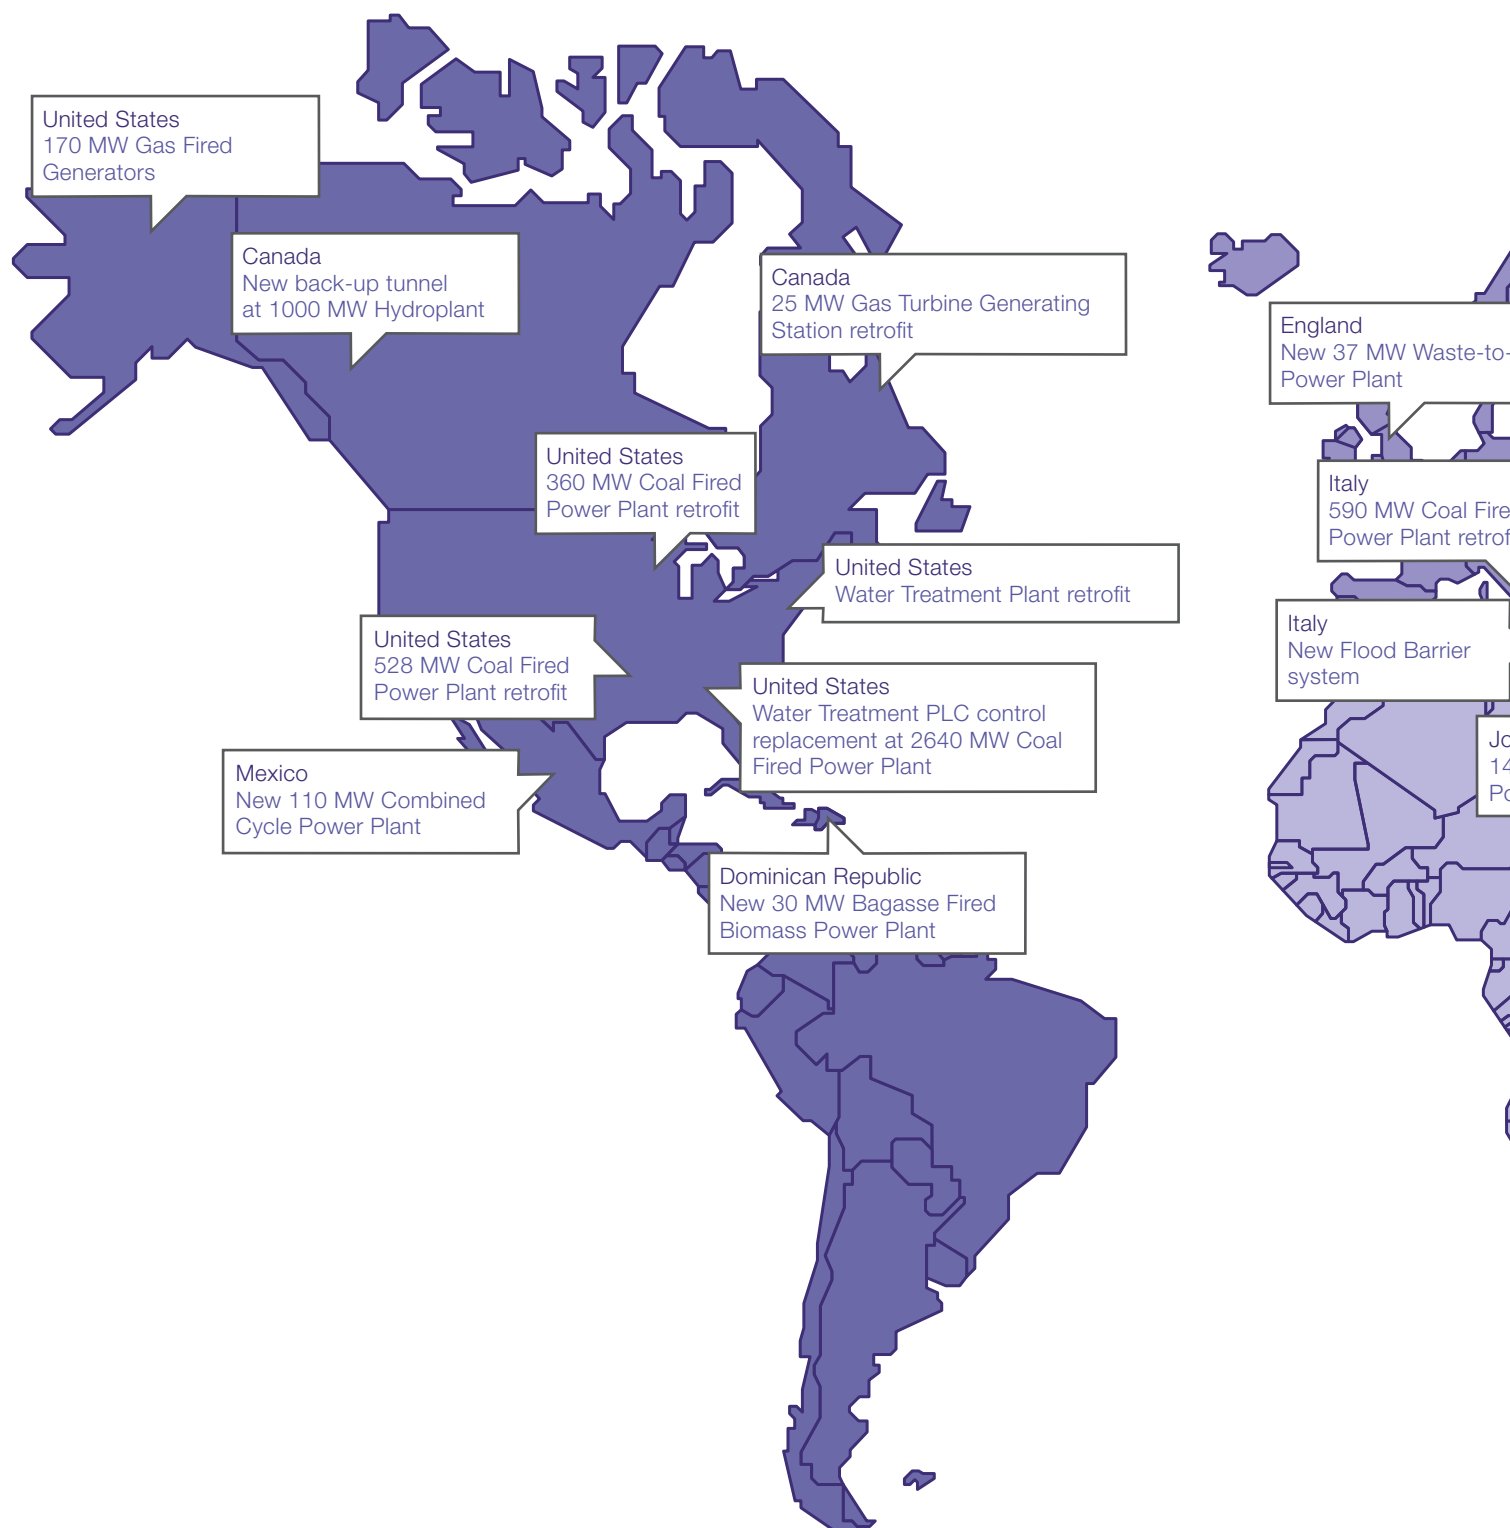 United States
170 MW Gas Fired
Generators
Canada
New back-up tunnel
at 1000 MW Hydroplant
Canada
25 MW Gas Turbine Generating
Station retrofit
England
New 37 MW Waste-to-
Power Plant
United States
360 MW Coal Fired
Power Plant retrofit
Italy
590 MW Coal
Power Plant
United States
Water Treatment Plant retrofit
United States
528 MW Coal Fired
Power Plant retrofit
Italy
New Flood Barrier
system
United States
Water Treatment PLC control
replacement at 2640 MW Coal
Fired Power Plant
Mexico
New 110 MW Combined
Cycle Power Plant
Dominican Republic
New 30 MW Bagasse Fired
Biomass Power Plant